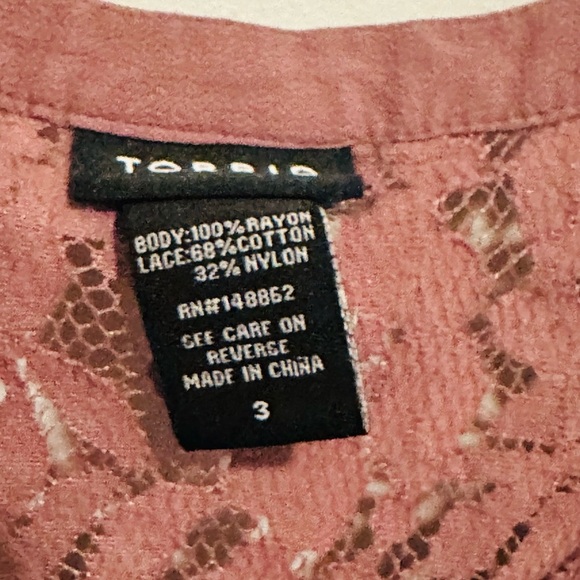 TORRID
BODY:100%RAYON
LACE:68%COTTON
32% NYLON
RN#148862
SEE CARE ON
REVERSE
MADE IN CHINA
3